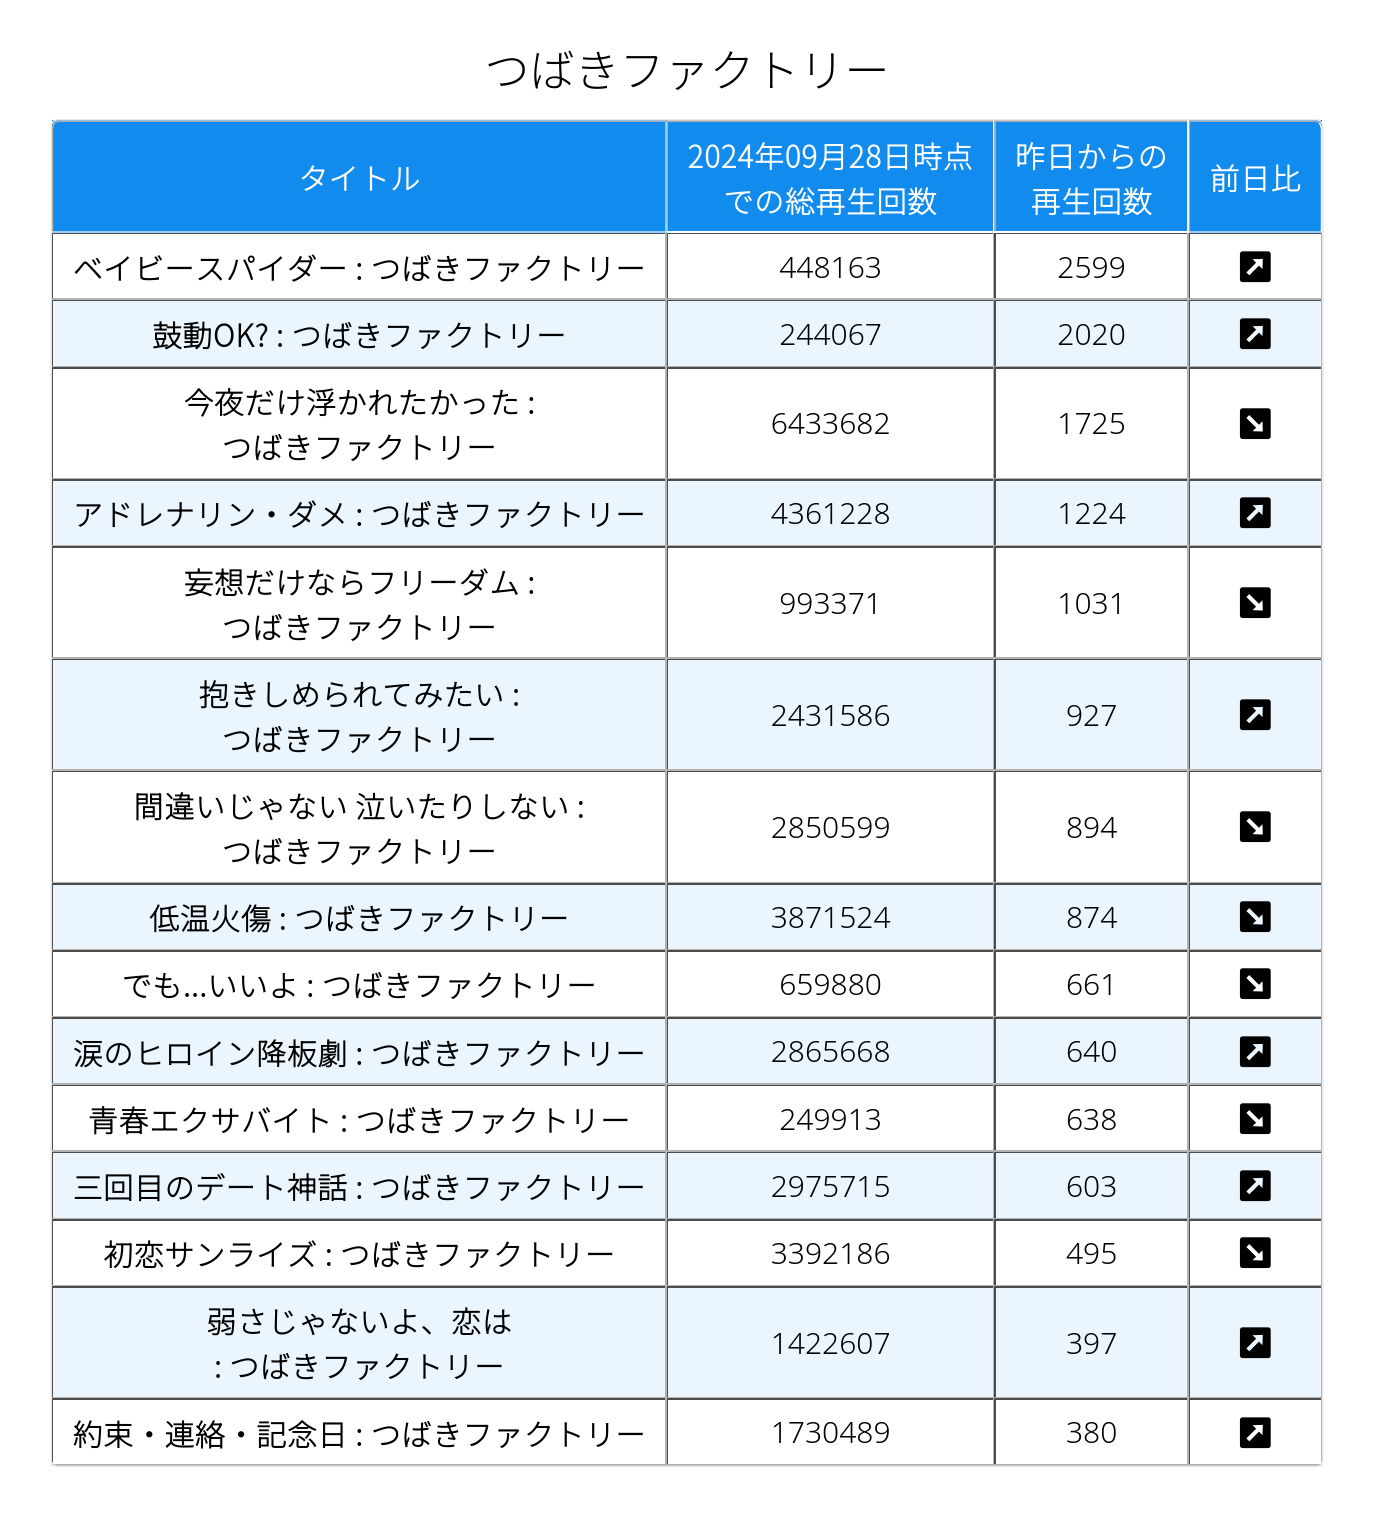 つばきファクトリー
タイトル
2024年09月28日時点
での総再生回数
昨日からの
再生回数
前日比
ベイビースパイダー : つばきファクトリー 448163 2599 ↗
鼓動OK? : つばきファクトリー 244067 2020 ↗
今夜だけ浮かれたかった :
つばきファクトリー 6433682 1725 ↘
アドレナリン・ダメ : つばきファクトリー 4361228 1224 ↗
妄想だけならフリーダム :
つばきファクトリー 993371 1031 ↘
抱きしめられてみたい :
つばきファクトリー 2431586 927 ↗
間違いじゃない 泣いたりしない :
つばきファクトリー 2850599 894 ↘
低温火傷 : つばきファクトリー 3871524 874 ↘
でも...いいよ : つばきファクトリー 659880 661 ↘
涙のヒロイン降板劇 : つばきファクトリー 2865668 640 ↗
青春エクサバイト : つばきファクトリー 249913 638 ↘
三回目のデート神話 : つばきファクトリー 2975715 603 ↗
初恋サンライズ : つばきファクトリー 3392186 495 ↘
弱さじゃないよ、恋は
: つばきファクトリー 1422607 397 ↗
約束・連絡・記念日 : つばきファクトリー 1730489 380 ↗